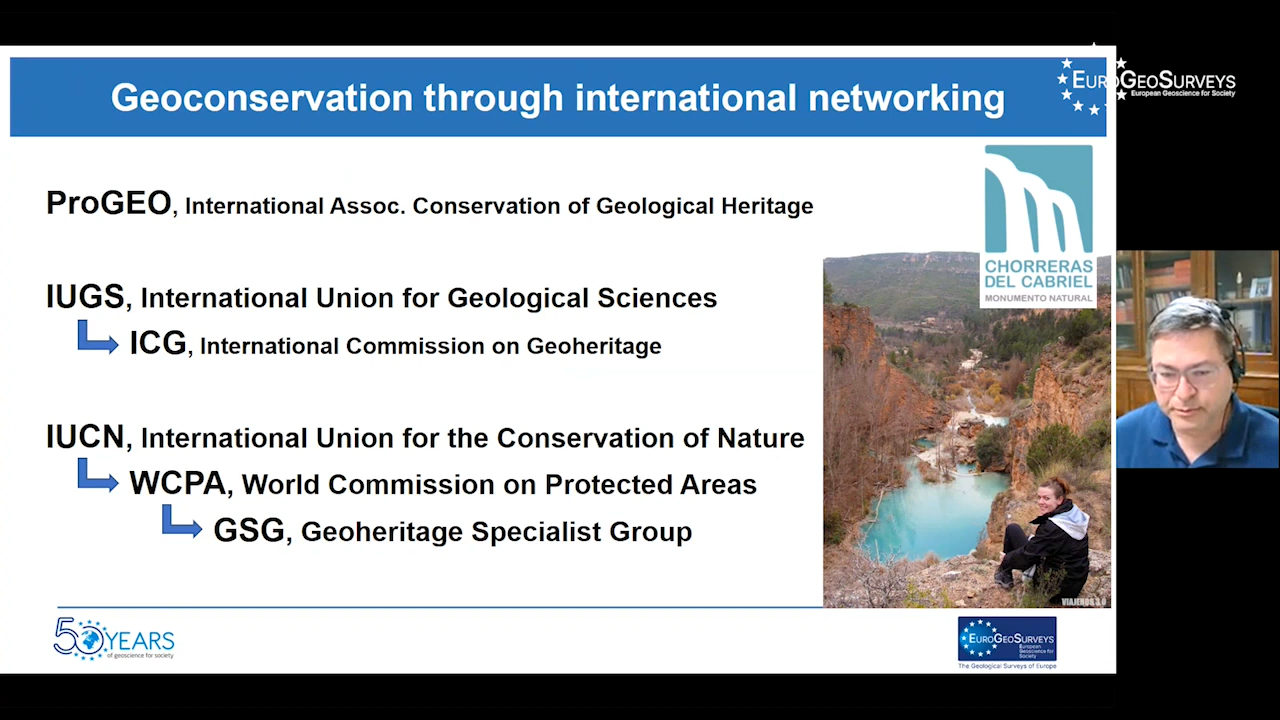 Geoconservation through international networking
EUROGEOSURVEYS
European Geoscience for Society
ProGEO, International Assoc. Conservation of Geological Heritage
CHORRERAS
DEL CABRIEL
MONUMENTO NATURAL
IUGS, International Union for Geological Sciences
ICG, International Commission on Geoheritage
IUCN, International Union for the Conservation of Nature
WCPA, World Commission on Protected Areas
GSG, Geoheritage Specialist Group
VIAJEROS 3.0
50 YEARS
of geoscience for society
EUROGEOSURVEYS
European
Geoscience for
Society
The Geological Surveys of Europe